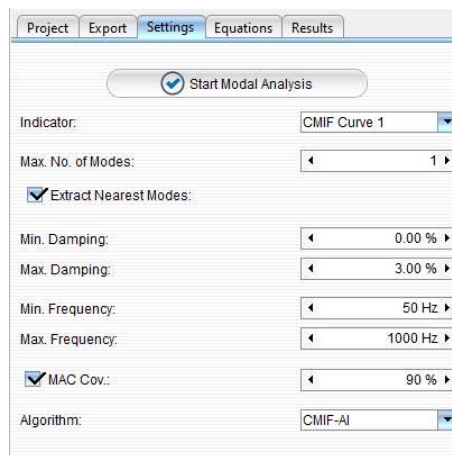 Project Export Settings Equations Results
Start Modal Analysis
Indicator: CMIF Curve 1
Max. No. of Modes: 1
Extract Nearest Modes:
Min. Damping: 0.00 %
Max. Damping: 3.00 %
Min. Frequency: 50 Hz
Max. Frequency: 1000 Hz
MAC Cov.: 90 %
Algorithm: CMIF-AI